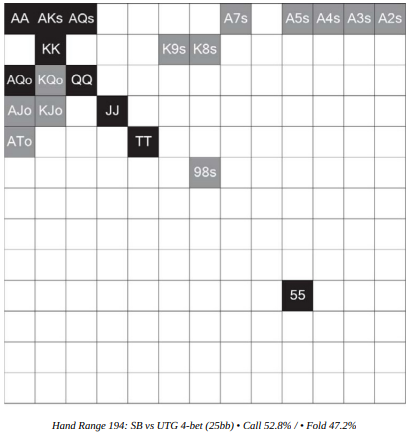 AA AKs AQs A7s A5s A4s A3s A2s
KK K9s K8s
AQo KQo QQ
AJo KJo JJ
ATo TT
98s
55
Hand Range 194: SB vs UTG 4-bet (25bb) • Call 52.8% / • Fold 47.2%